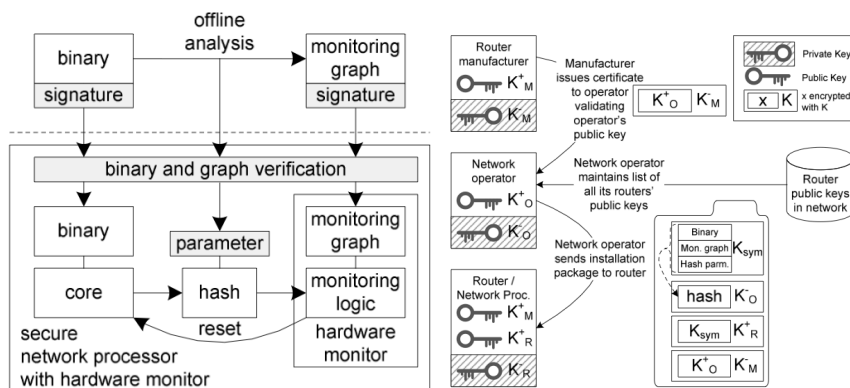 offline
analysis
binary
signature
monitoring
graph
signature
binary and graph verification
binary
parameter
monitoring
graph
core
hash
monitoring
logic
reset
hardware
monitor
secure
network processor
with hardware monitor
Router
manufacturer
K+M
K-M
Manufacturer
issues certificate
to operator
validating
operator's
public key
K+O K-M
Private Key
Public Key
x K x encrypted
with K
Network
operator
K+O
K-O
Network operator
maintains list of
all its routers'
public keys
Router
public keys
in network
Network operator
sends installation
package to router
Router /
Network Proc.
K+M
K+R
K-R
Binary
Mon. graph
Hash parm.
Ksym
hash K-O
Ksym K+R
K+O K-M